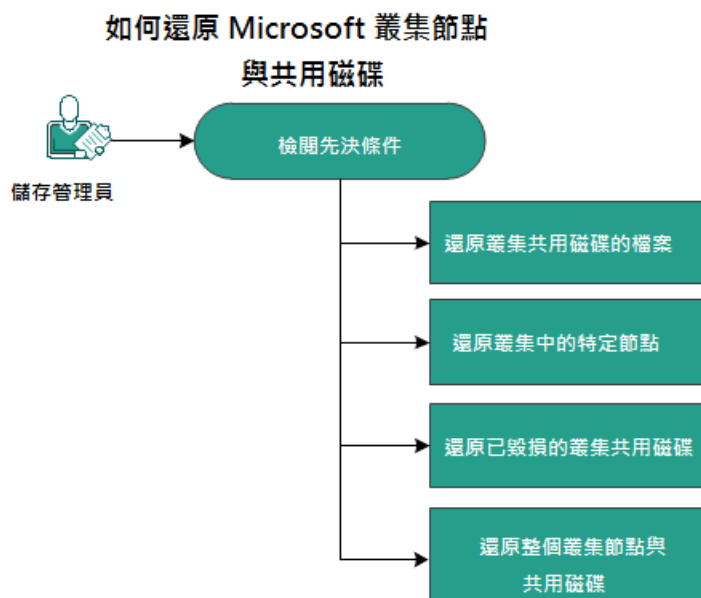 如何還原 Microsoft 叢集節點
與共用磁碟
檢閱先決條件
儲存管理員
還原叢集共用磁碟的檔案
還原叢集中的特定節點
還原已毀損的叢集共用磁碟
還原整個叢集節點與
共用磁碟